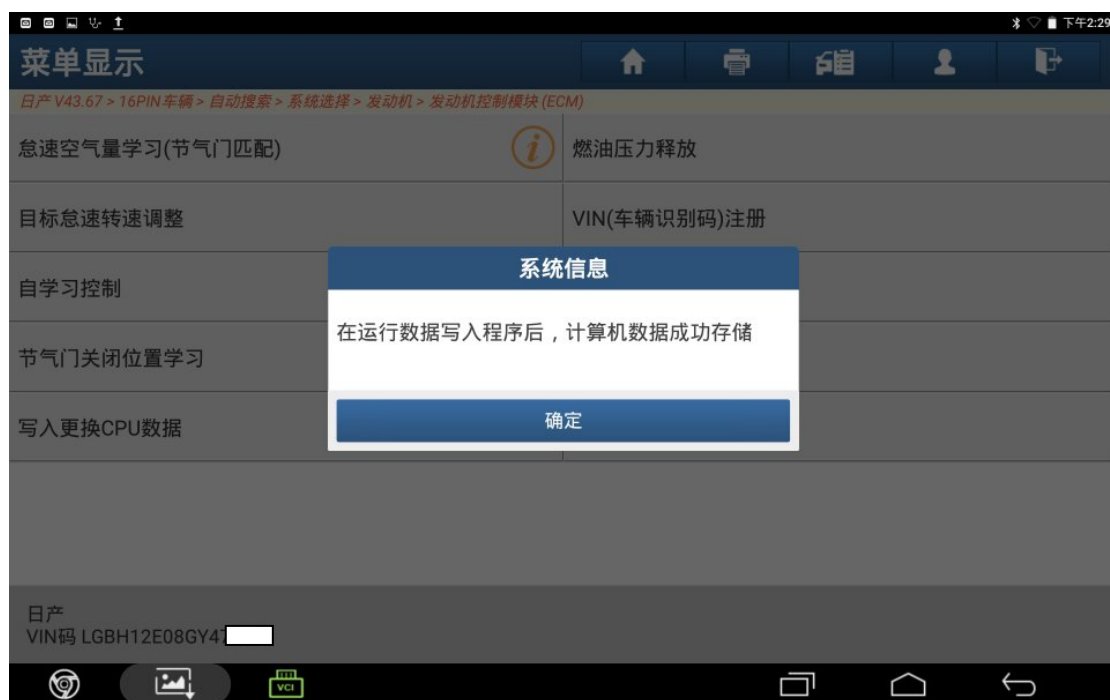 下午2:29
菜单显示
日产 V43.67 > 16PIN车辆 > 自动搜索 > 系统选择 > 发动机 > 发动机控制模块 (ECM)
怠速空气量学习(节气门匹配)
燃油压力释放
目标怠速转速调整
VIN(车辆识别码)注册
系统信息
自学习控制
在运行数据写入程序后，计算机数据成功存储
节气门关闭位置学习
确定
写入更换CPU数据
日产
VIN码 LGBH12E08GY47
VCI